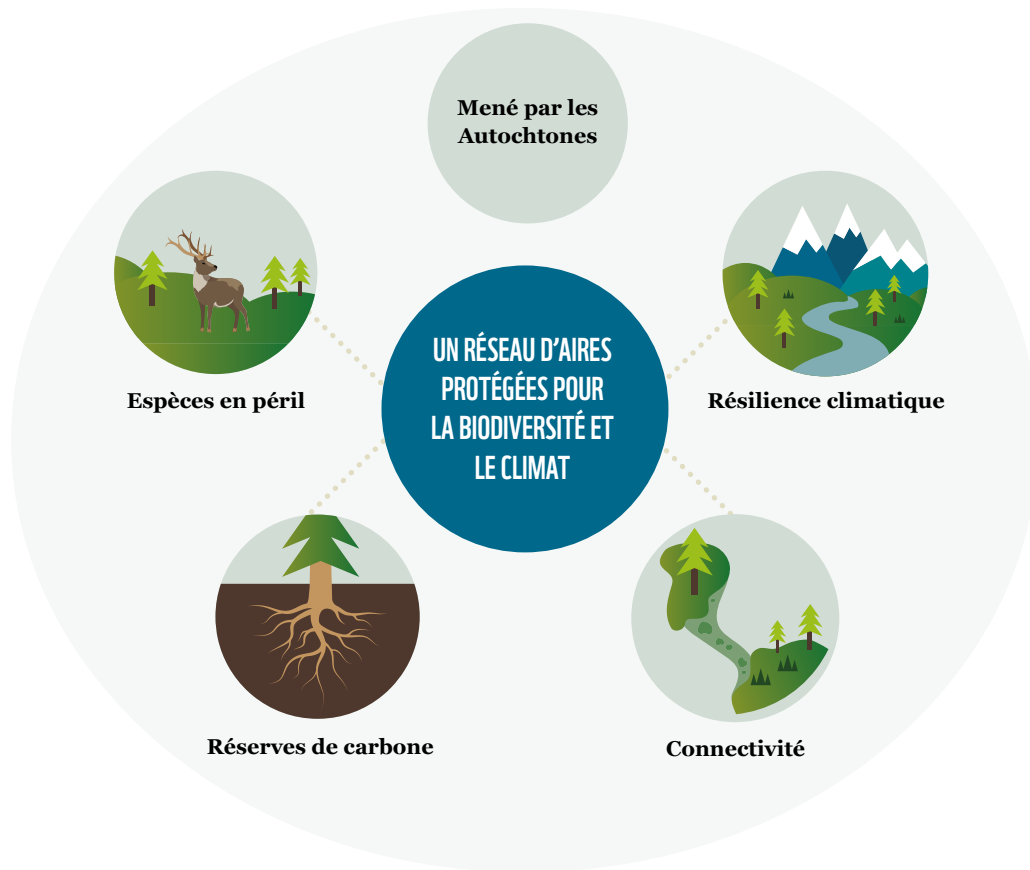 Mené par les
Autochtones
Espèces en péril
Résilience climatique
UN RÉSEAU D’AIRES
PROTÉGÉES POUR
LA BIODIVERSITÉ ET
LE CLIMAT
Réserves de carbone
Connectivité